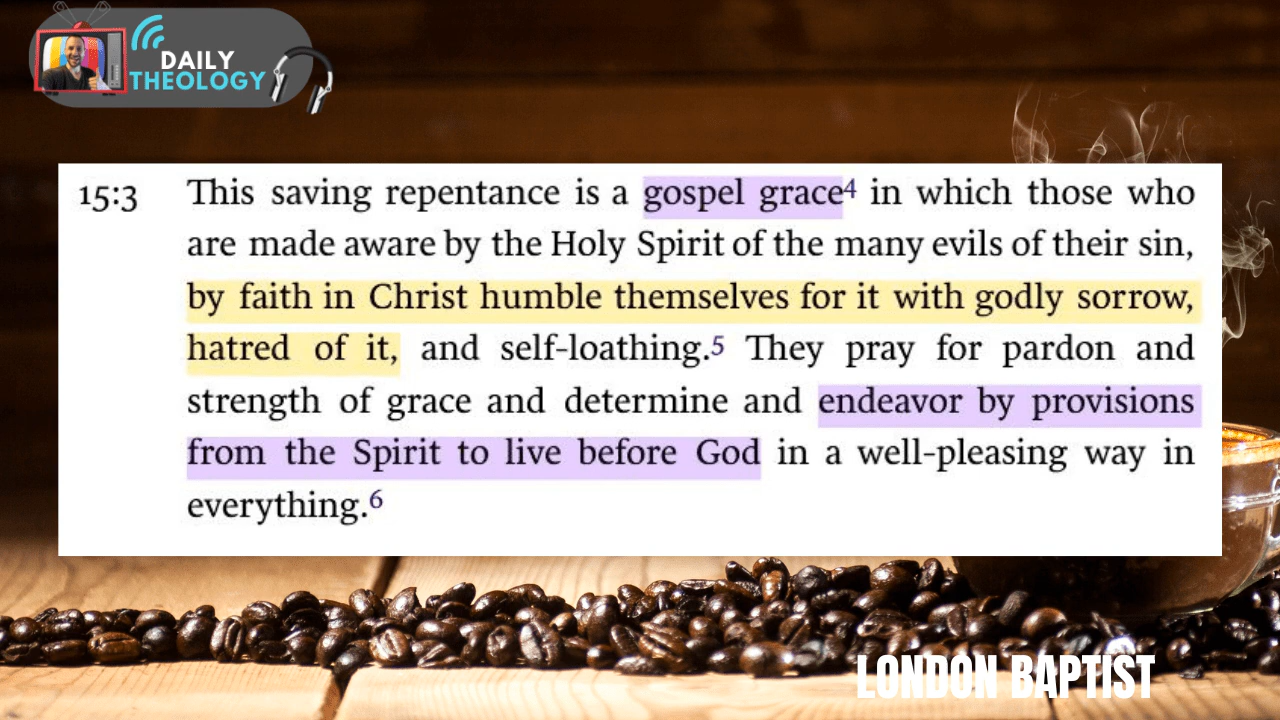 DAILY
THEOLOGY
15:3 This saving repentance is a gospel grace4 in which those who
are made aware by the Holy Spirit of the many evils of their sin,
by faith in Christ humble themselves for it with godly sorrow,
hatred of it, and self-loathing.5 They pray for pardon and
strength of grace and determine and endeavor by provisions
from the Spirit to live before God in a well-pleasing way in
everything.6
LONDON BAPTIST